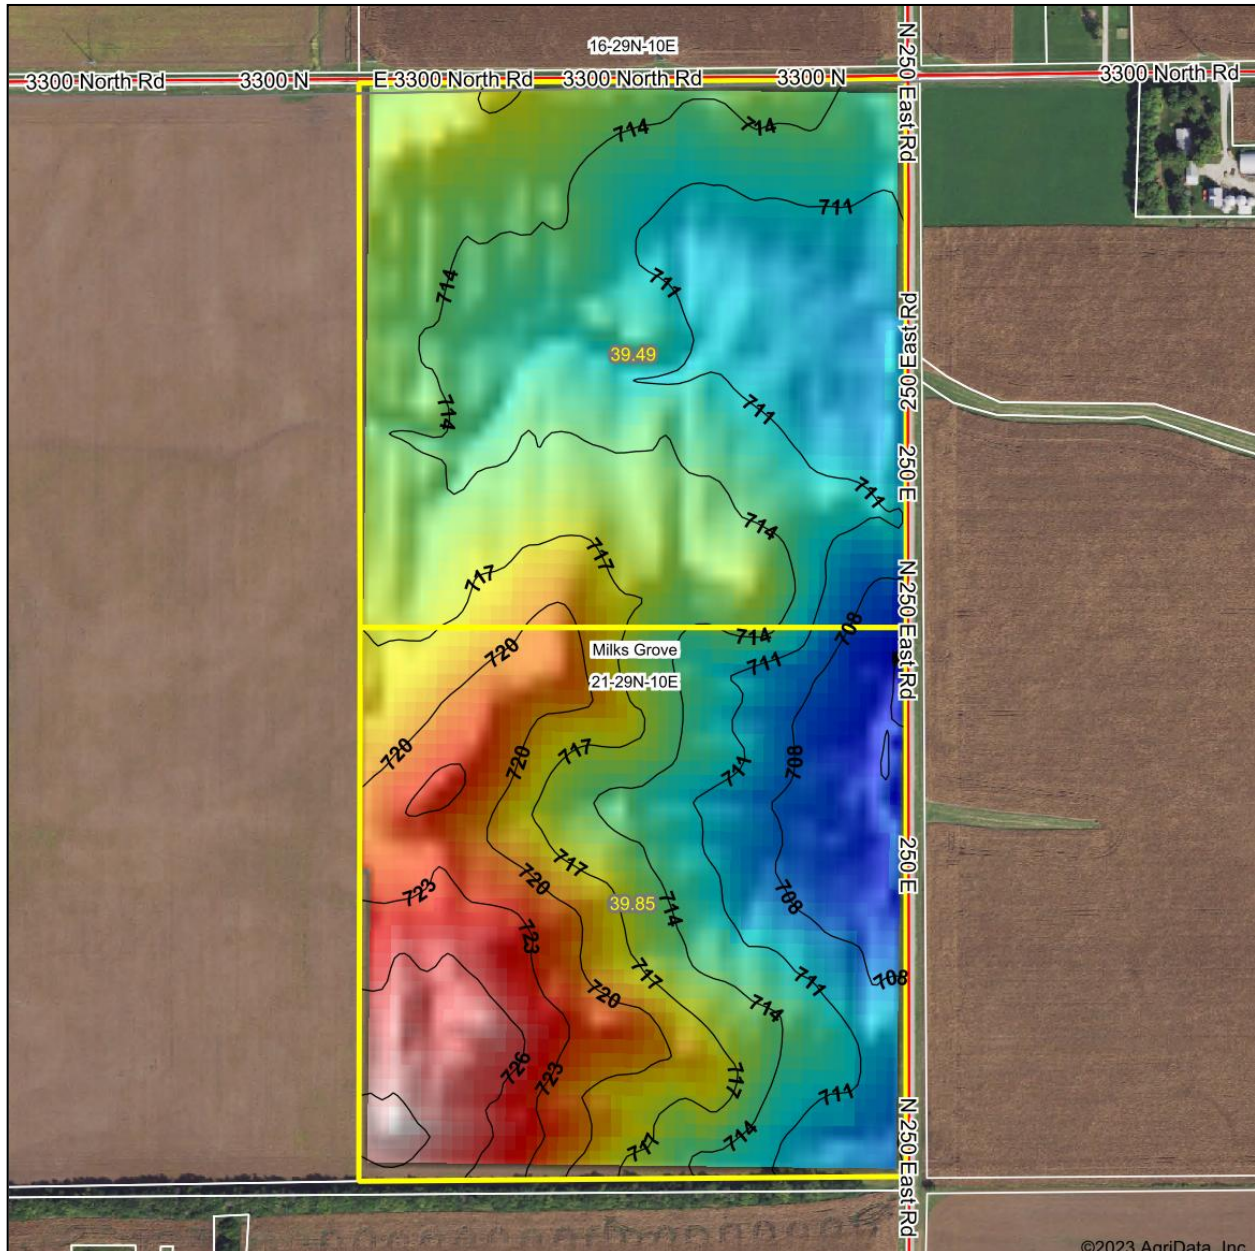 16-29N-10E
3300 North Rd
3300 N
E 3300 North Rd
3300 North Rd
3300 N
3300 North Rd
N 250 East Rd
714
714
711
714
711
250 East Rd
39.49
714
711
250 E
711
714
717
717
N 250 East Rd
708
714
720
Milks Grove
711
21-29N-10E
720
717
720
708
711
250 E
717
720
723
708
39.85
714
723
717
711
708
720
714
726
723
717
711
N 250 East Rd
714
717
©2023 AgriData, Inc.